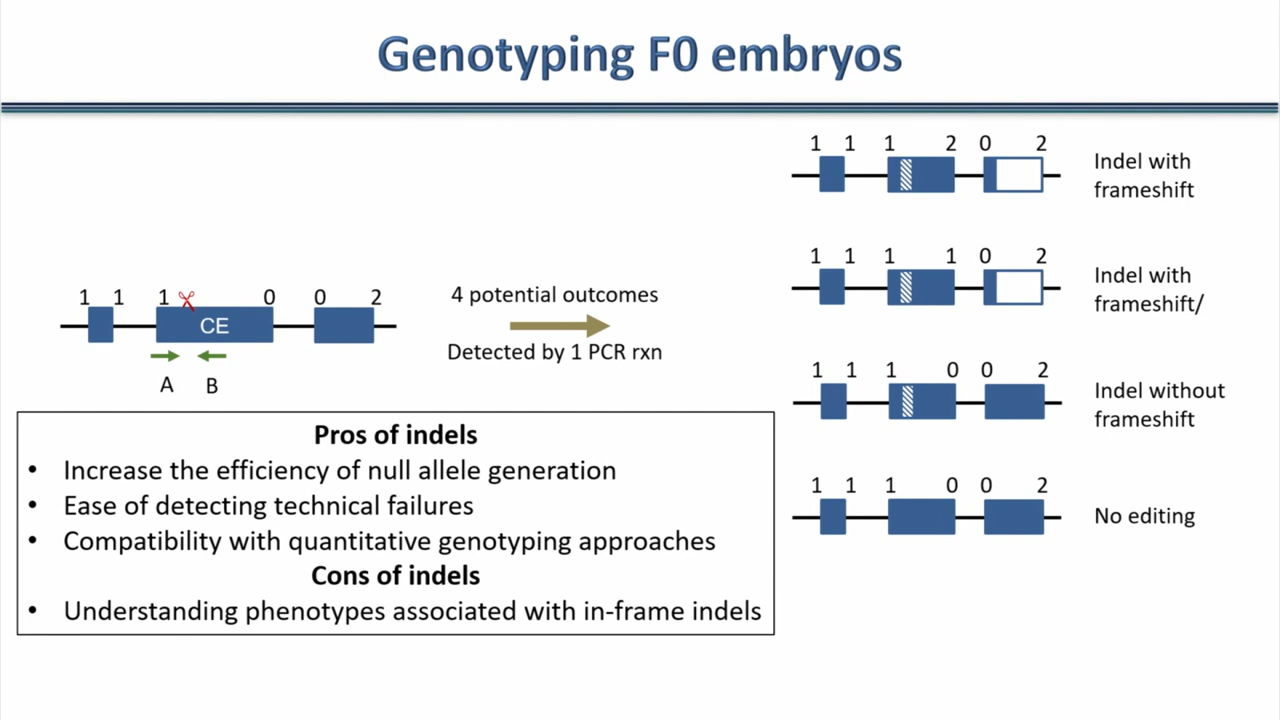 Genotyping F0 embryos
1 1 1 0 0 2
CE
A B
4 potential outcomes
Detected by 1 PCR rxn
Pros of indels
• Increase the efficiency of null allele generation
• Ease of detecting technical failures
• Compatibility with quantitative genotyping approaches
Cons of indels
• Understanding phenotypes associated with in-frame indels
1 1 1 2 0 2
Indel with
frameshift
1 1 1 1 0 2
Indel with
frameshift/
1 1 1 0 0 2
Indel without
frameshift
1 1 1 0 0 2
No editing